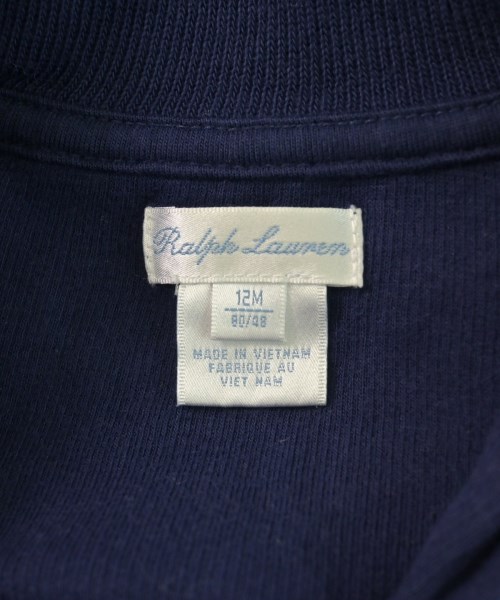 Ralph Lauren
12M
80/48
MADE IN VIETNAM
FABRIQUE AU
VIET NAM